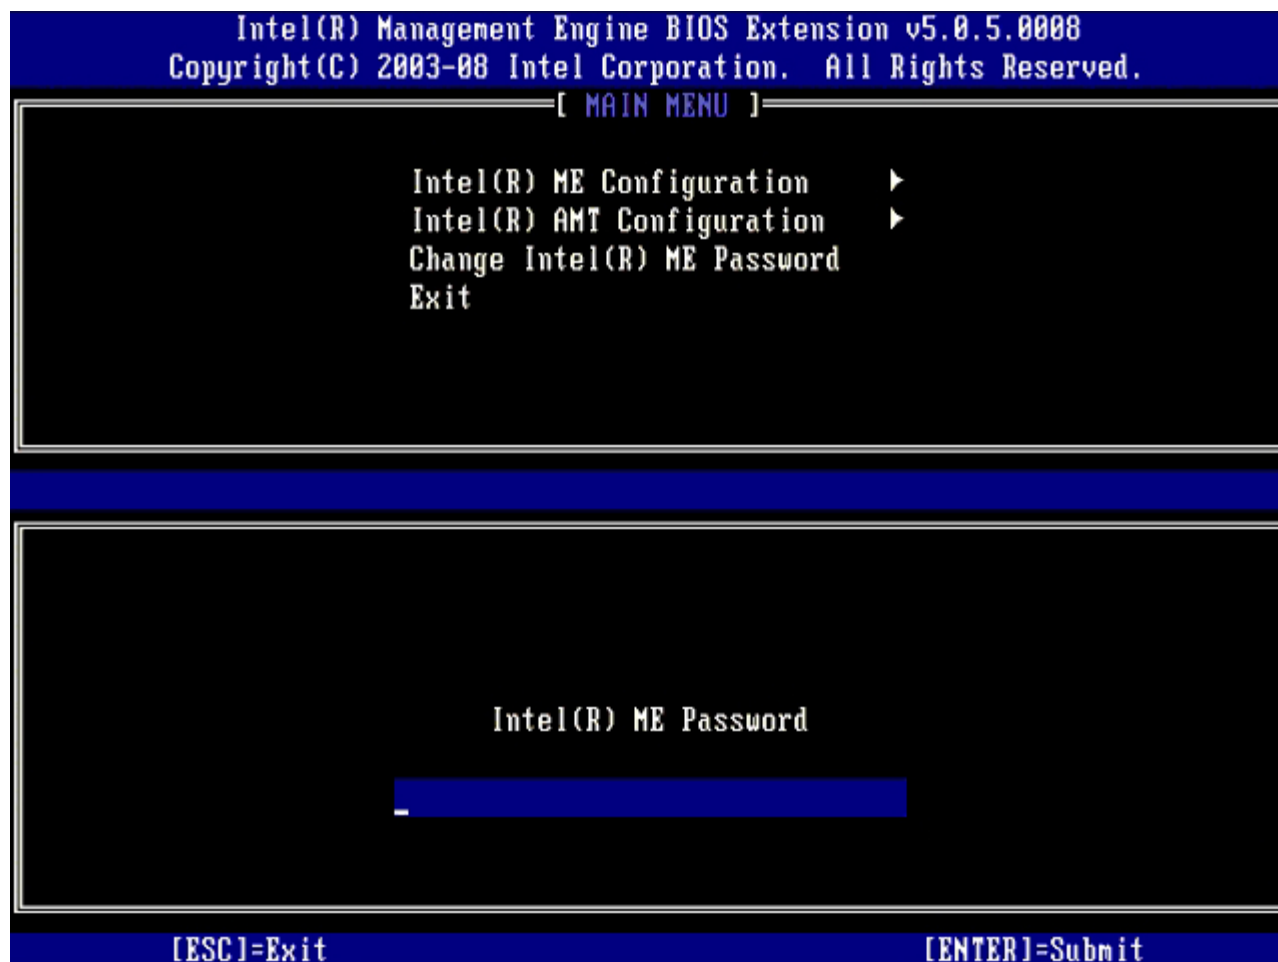 Intel(R) Management Engine BIOS Extension v5.0.5.0008
Copyright(C) 2003-08 Intel Corporation. All Rights Reserved.
[ MAIN MENU ]
Intel(R) ME Configuration ►
Intel(R) AMT Configuration ►
Change Intel(R) ME Password
Exit
Intel(R) ME Password
[ESC]=Exit [ENTER]=Submit